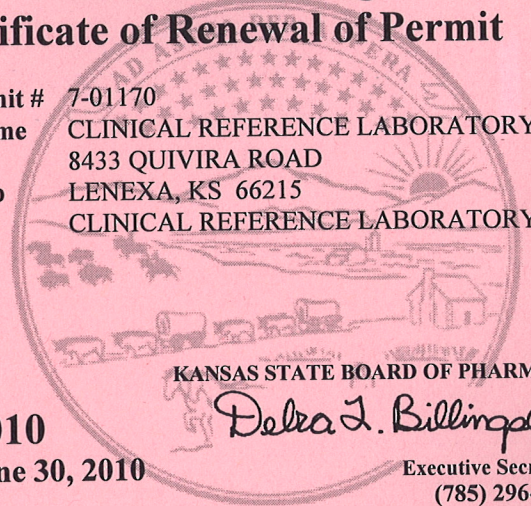 ificate of Renewal of Permit
nit # 7-01170
me CLINICAL REFERENCE LABORATORY
8433 QUIVIRA ROAD
o LENEXA, KS 66215
CLINICAL REFERENCE LABORATORY
KANSAS STATE BOARD OF PHARM
010
ne 30, 2010
Executive Secr
(785) 296